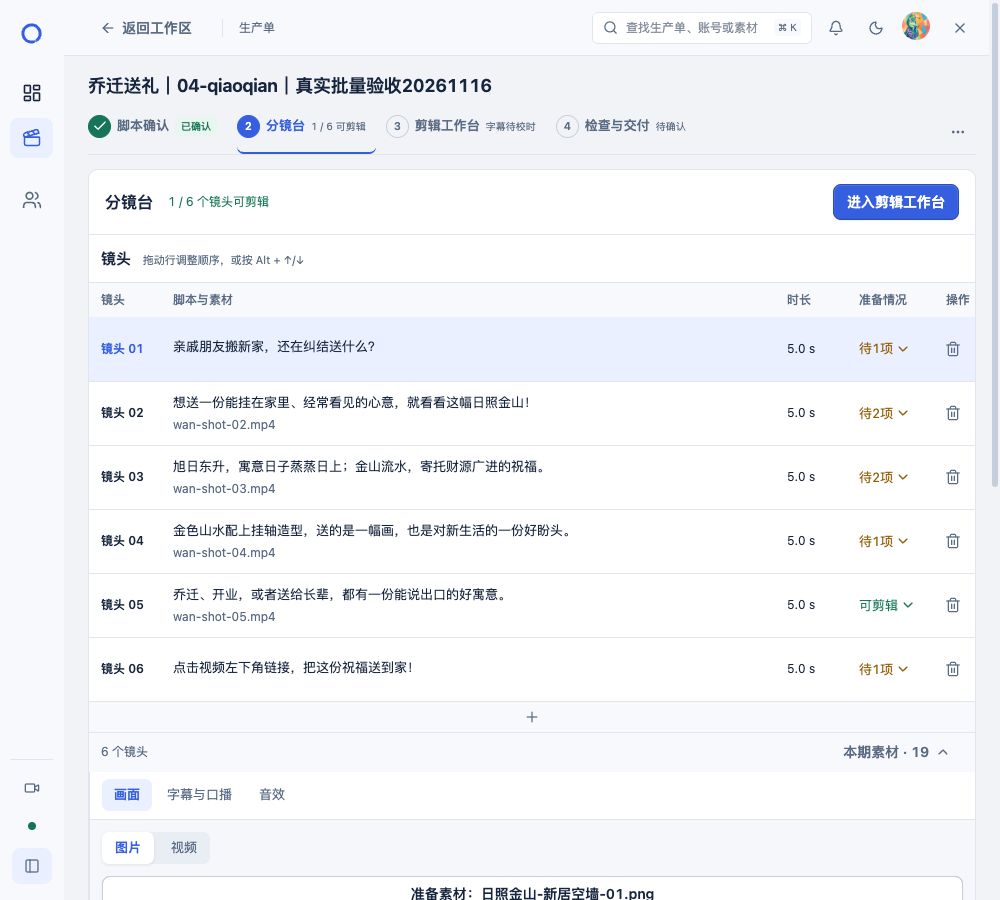 返回工作区
生产单
查找生产单、账号或素材 ⌘ K
乔迁送礼｜04-qiaoqian｜真实批量验收20261116
脚本确认 已确认
2 分镜台 1 / 6 可剪辑
3 剪辑工作台 字幕待校时
4 检查与交付 待确认
分镜台 1 / 6 个镜头可剪辑
进入剪辑工作台
镜头 拖动行调整顺序，或按 Alt + ↑/↓
镜头 脚本与素材 时长 准备情况 操作
镜头 01 亲戚朋友搬新家，还在纠结送什么？ 5.0 s 待1项
镜头 02 想送一份能挂在家里、经常看见的心意，就看看这幅日照金山！ 5.0 s 待2项
wan-shot-02.mp4
镜头 03 旭日东升，寓意日子蒸蒸日上；金山流水，寄托财源广进的祝福。 5.0 s 待2项
wan-shot-03.mp4
镜头 04 金色山水配上挂轴造型，送的是一幅画，也是对新生活的一份好盼头。 5.0 s 待1项
wan-shot-04.mp4
镜头 05 乔迁、开业，或者送给长辈，都有一份能说出口的好寓意。 5.0 s 可剪辑
wan-shot-05.mp4
镜头 06 点击视频左下角链接，把这份祝福送到家！ 5.0 s 待1项
6 个镜头
本期素材 · 19
画面 字幕与口播 音效
图片 视频
准备素材：日照金山-新居空墙-01.png